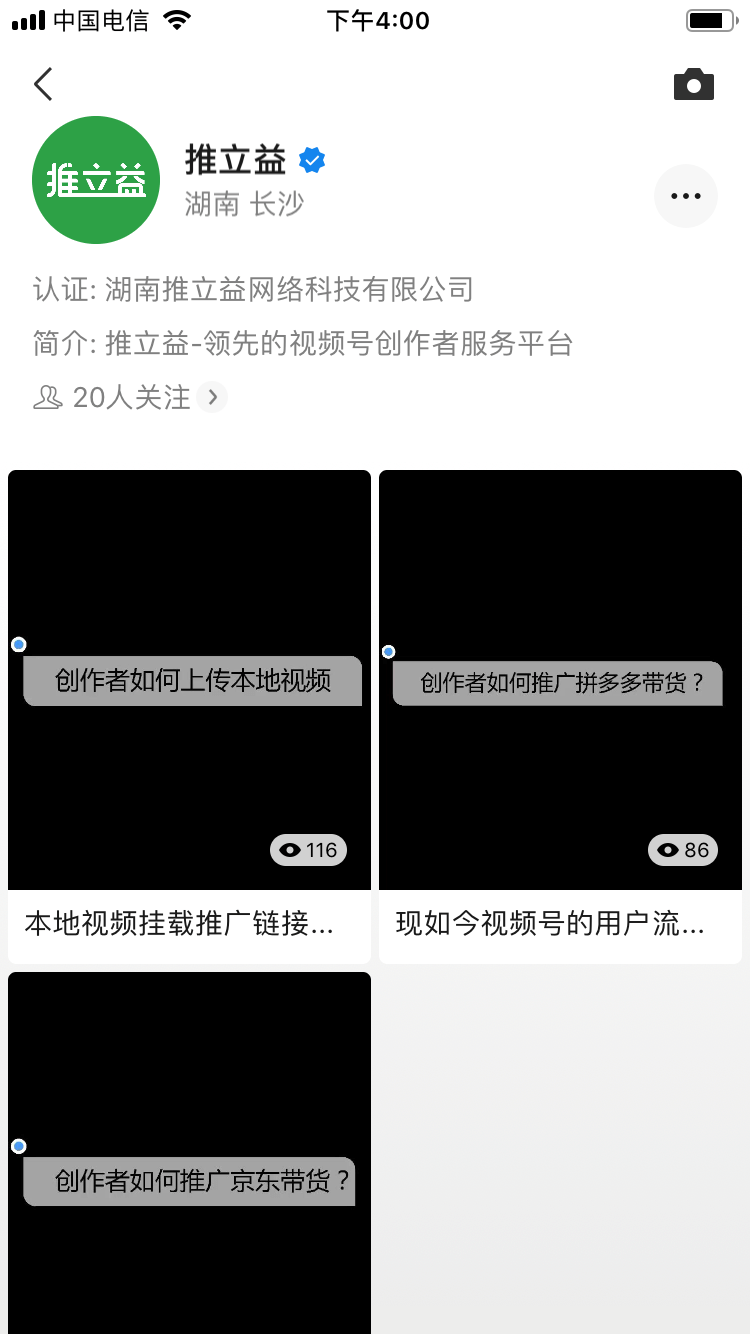 中国电信
下午4:00
推立益
推立益
湖南 长沙
认证: 湖南推立益网络科技有限公司
简介: 推立益-领先的视频号创作者服务平台
20人关注
创作者如何上传本地视频
116
本地视频挂载推广链接...
创作者如何推广拼多多带货？
86
现如今视频号的用户流...
创作者如何推广京东带货？